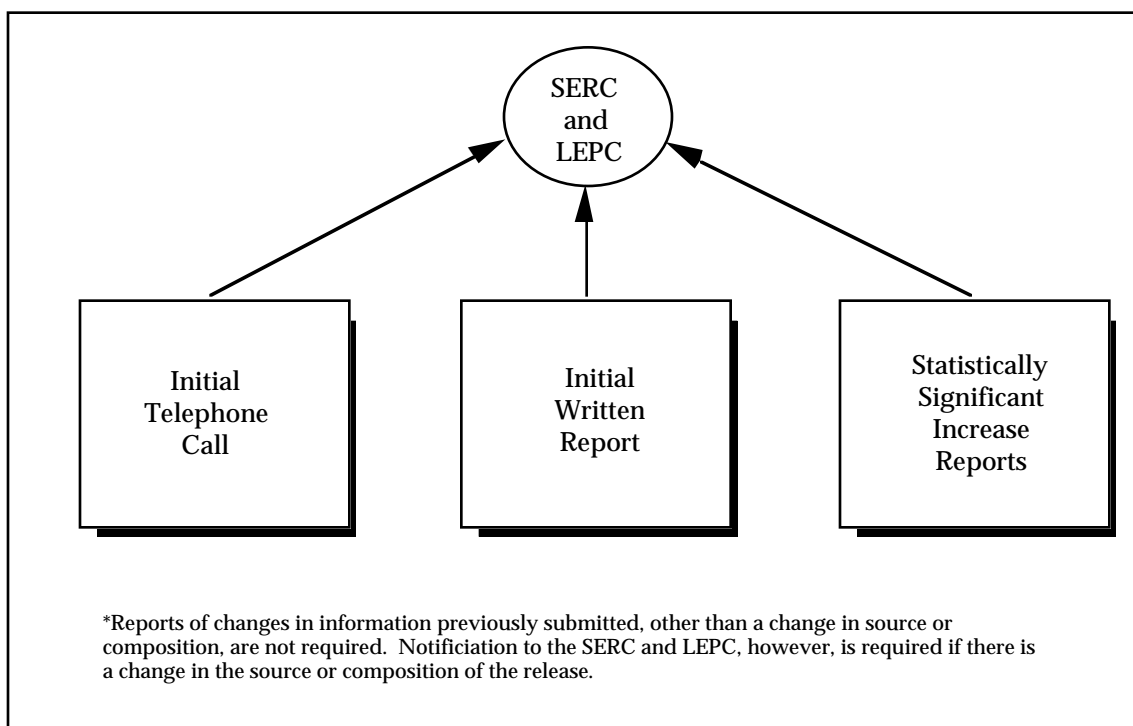 SERC
and
LEPC
Initial
Telephone
Call
Initial
Written
Report
Statistically
Significant
Increase
Reports
*Reports of changes in information previously submitted, other than a change in source or
composition, are not required.  Notificiation to the SERC and LEPC, however, is required if there is
a change in the source or composition of the release.